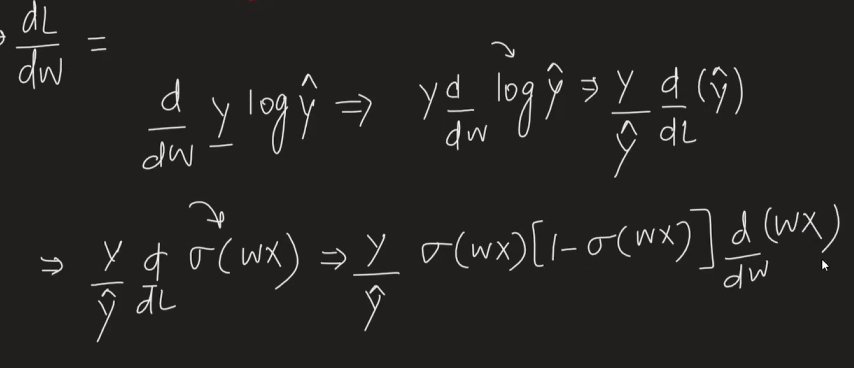 → dL/dW =
d/dW y log ŷ ⇒ y d/dW log ŷ ⇒ y/ŷ d/dL (ŷ)
⇒ y/ŷ d/dL σ(WX) ⇒ y/ŷ σ(WX)[1-σ(WX)] d/dW (WX)